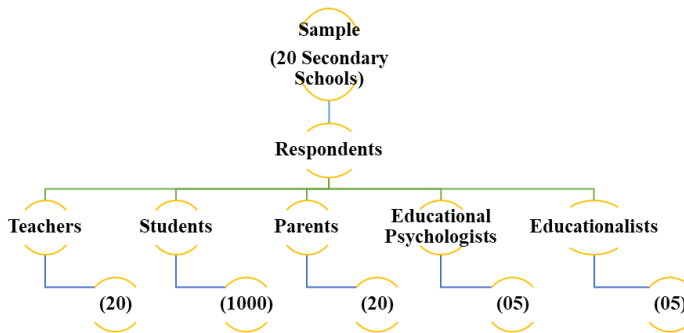 Sample
(20 Secondary
Schools)
Respondents
Teachers
Students
Parents
Educational
Psychologists
Educationalists
(20)
(1000)
(20)
(05)
(05)